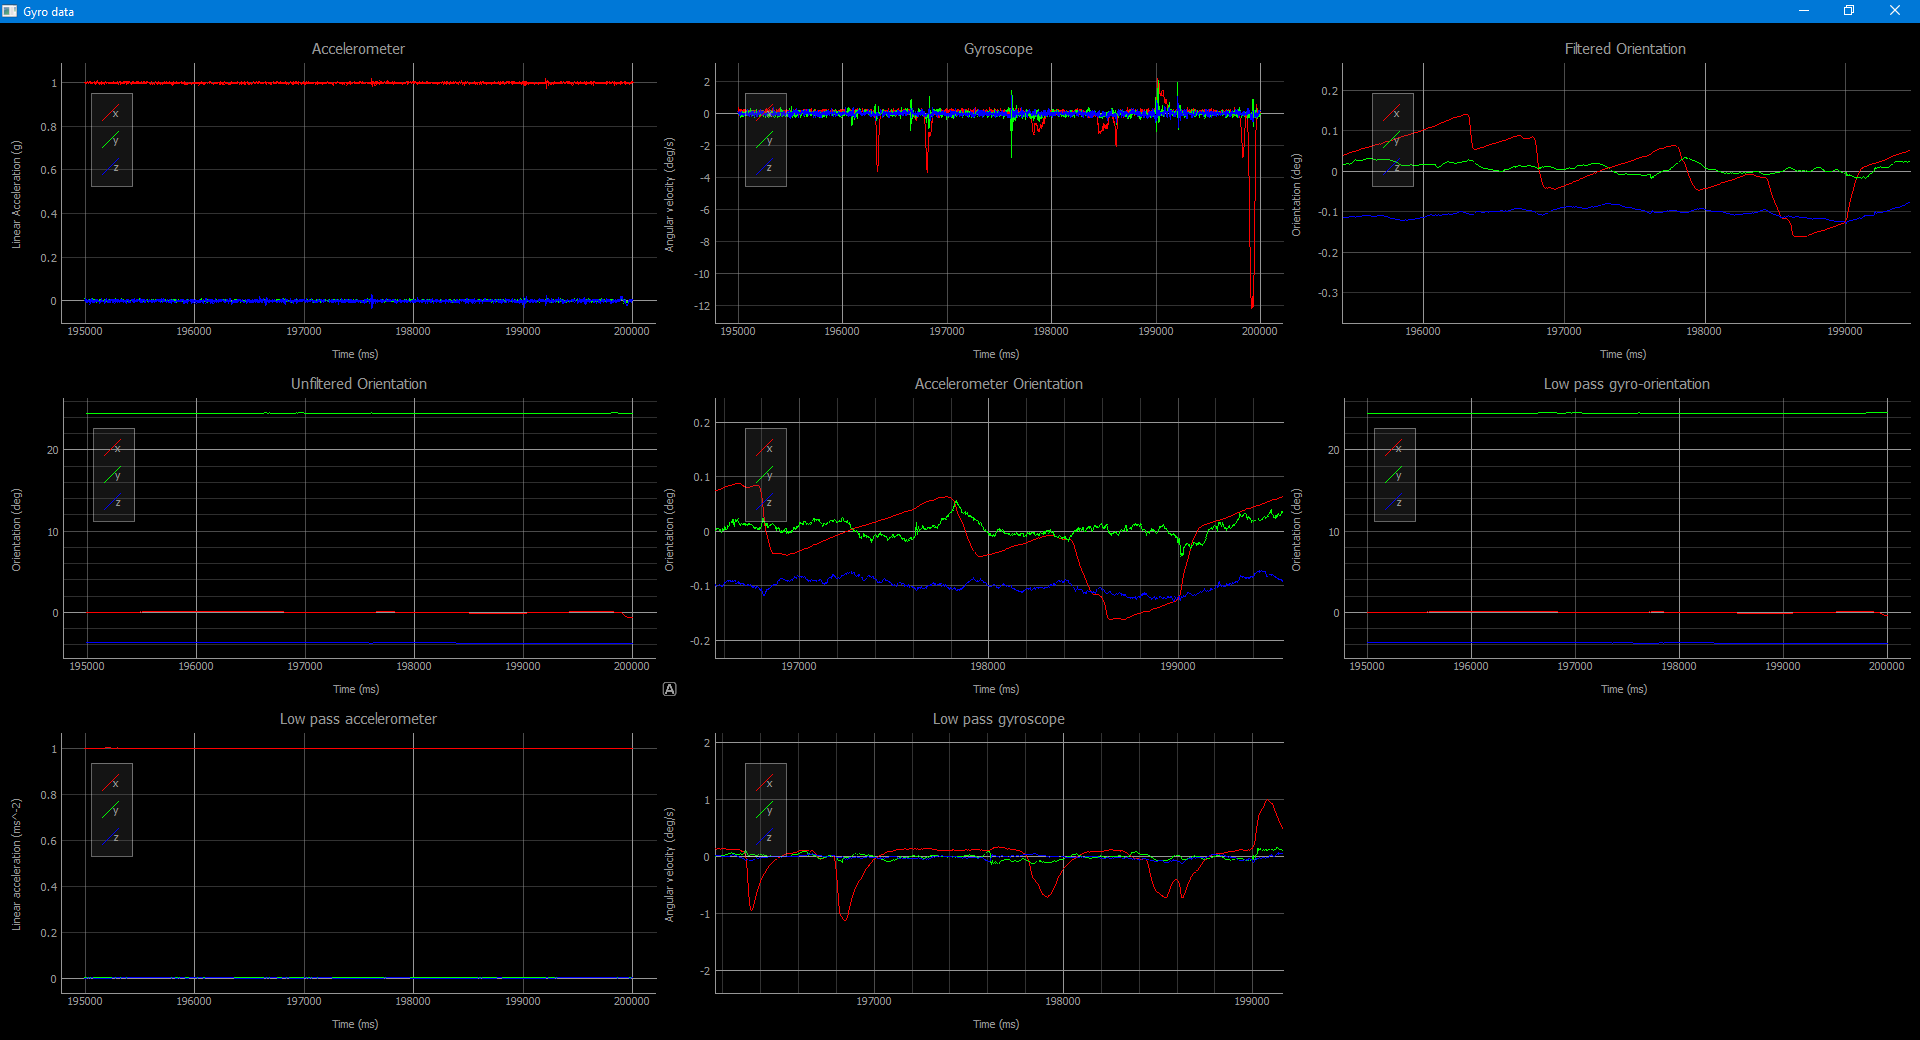 Gyro data
Accelerometer
Linear Acceleration (g)
1
0.8
0.6
0.4
0.2
0
x
y
z
195000 196000 197000 198000 199000 200000
Time (ms)
Gyroscope
Angular velocity (deg/s)
2
0
-2
-4
-6
-8
-10
-12
x
y
z
195000 196000 197000 198000 199000 200000
Time (ms)
Filtered Orientation
Orientation (deg)
0.2
0.1
0
-0.1
-0.2
-0.3
x
y
z
196000 197000 198000 199000
Time (ms)
Unfiltered Orientation
Orientation (deg)
20
10
0
x
y
z
195000 196000 197000 198000 199000 200000
Time (ms)
Accelerometer Orientation
Orientation (deg)
0.2
0.1
0
-0.1
-0.2
x
y
z
197000 198000 199000
Time (ms)
Low pass gyro-orientation
Orientation (deg)
20
10
0
x
y
z
195000 196000 197000 198000 199000 200000
Time (ms)
A
Low pass accelerometer
Linear acceleration (ms^-2)
1
0.8
0.6
0.4
0.2
0
x
y
z
195000 196000 197000 198000 199000 200000
Time (ms)
Low pass gyroscope
Angular velocity (deg/s)
2
1
0
-1
-2
x
y
z
197000 198000 199000
Time (ms)